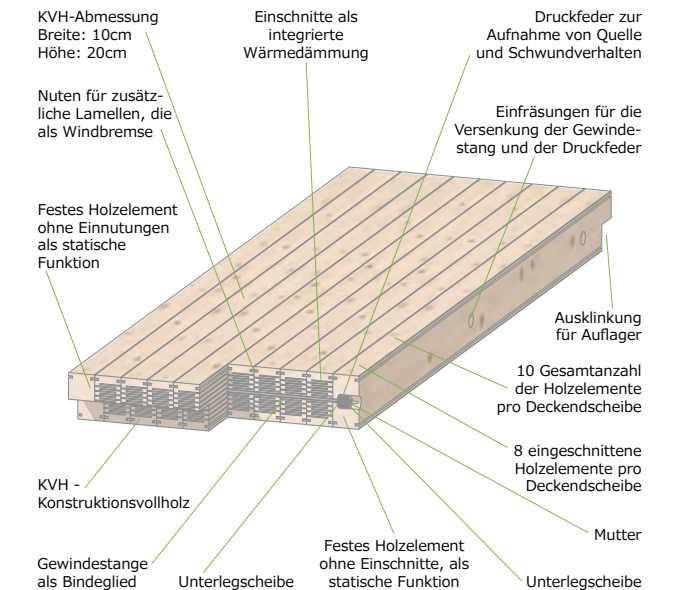 KVH-Abmessung
Breite: 10cm
Höhe: 20cm
Einschnitte als
integrierte
Wärmedämmung
Druckfeder zur
Aufnahme von Quelle
und Schwundverhalten
Nuten für zusätz-
liche Lamellen, die
als Windbremse
Einfräsungen für die
Versenkung der Gewinde-
stang und der Druckfeder
Festes Holzelement
ohne Einnutungen
als statische
Funktion
Ausklinkung
für Auflager
10 Gesamtanzahl
der Holzelemente
pro Deckendscheibe
8 eingeschnittene
Holzelemente pro
Deckendscheibe
KVH -
Konstruktionsvollholz
Mutter
Gewindestange
als Bindeglied
Unterlegscheibe
Festes Holzelement
ohne Einschnitte, als
statische Funktion
Unterlegscheibe